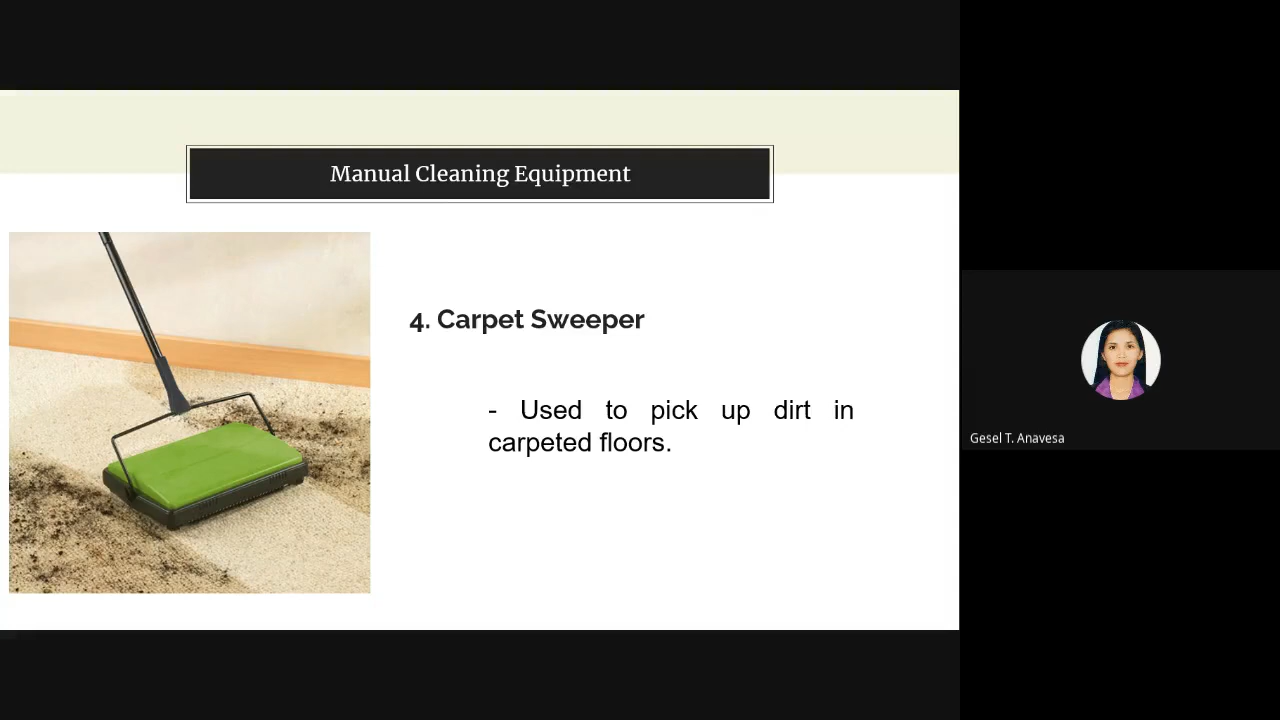 Manual Cleaning Equipment
4. Carpet Sweeper
- Used to pick up dirt in
carpeted floors.
Gesel T. Anavesa